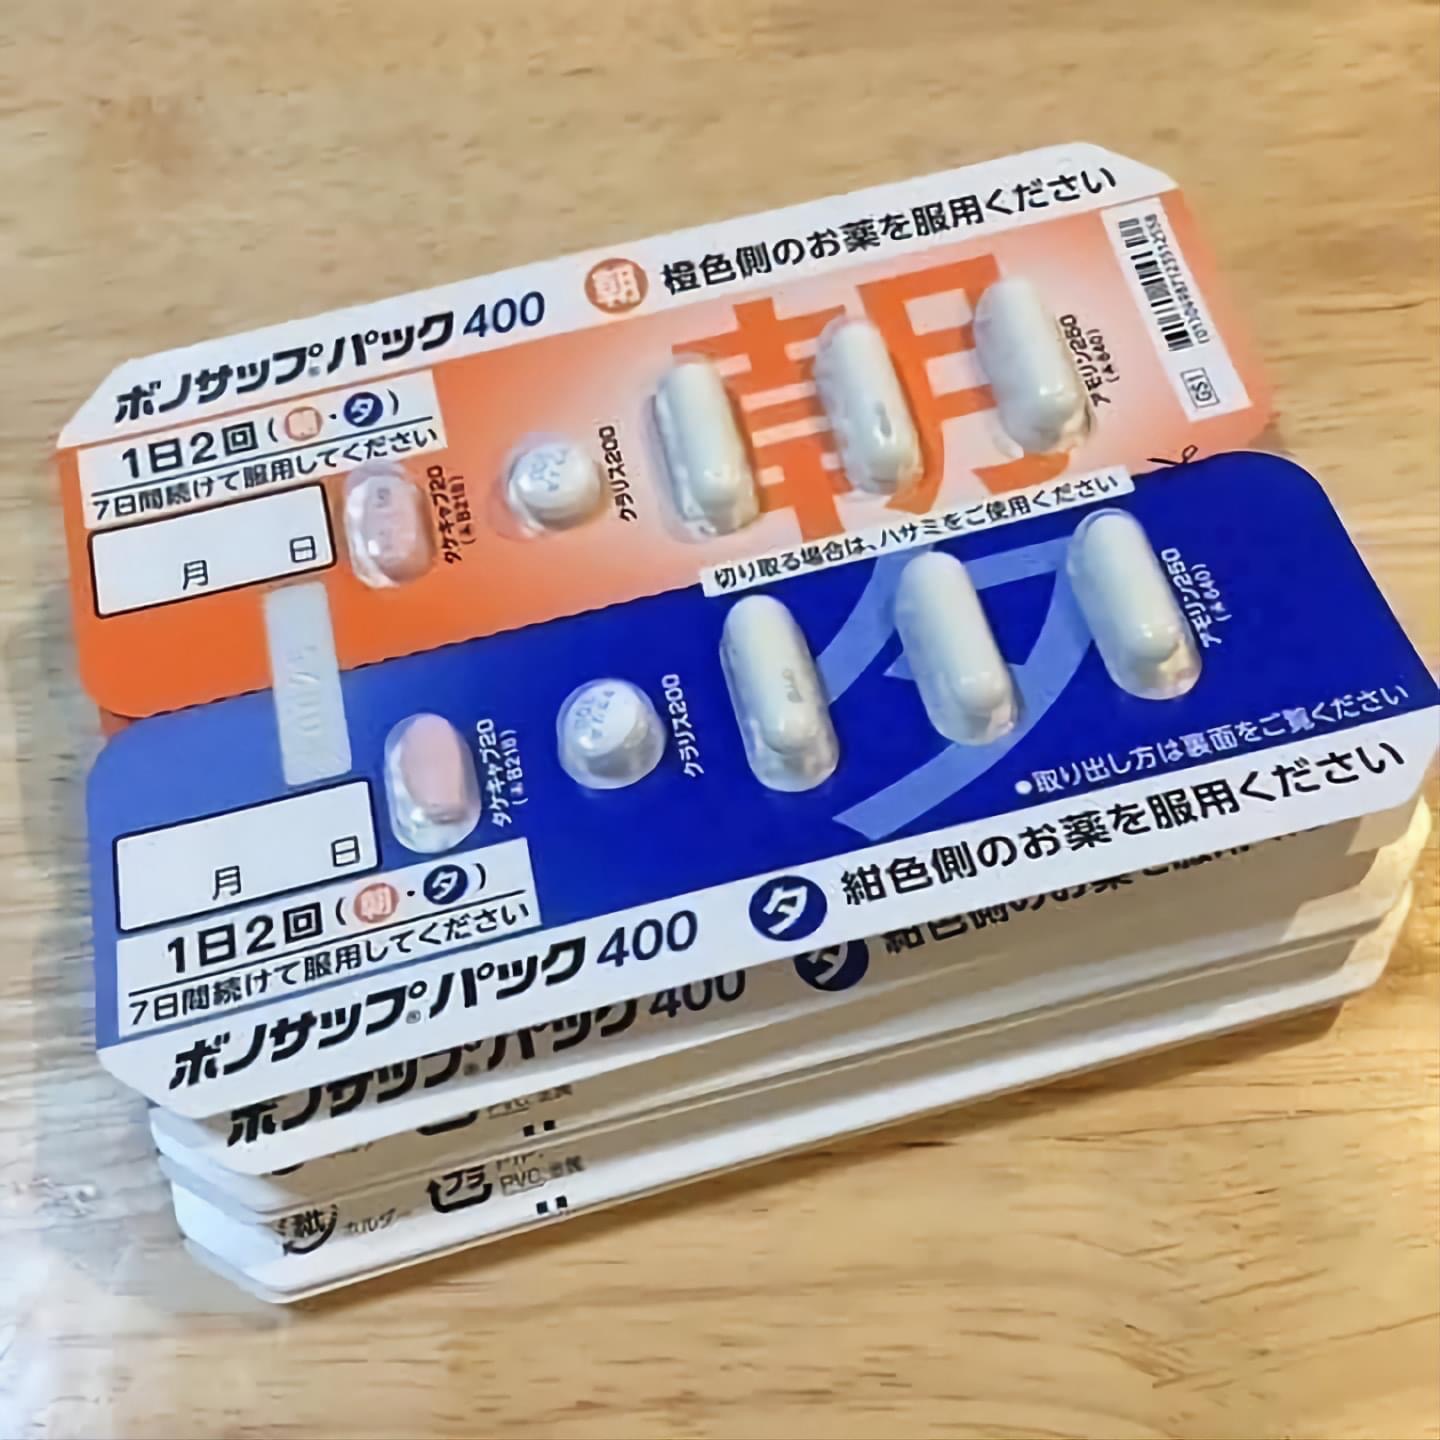 ボノサップ®パック400
朝 橙色側のお薬を服用ください
1日2回(朝・夕)
7日間続けて服用してください
月 日
タケキャブ20
クラリス200
朝
アモリン250
GS1
切り取る場合は、ハサミをご使用ください
夕
タケキャブ20
クラリス200
アモリン250
●取り出し方は裏面をご覧ください
月 日
1日2回(朝・夕)
7日間続けて服用してください
ボノサップ®パック400
夕 紺色側のお薬を服用ください
ボノサップ®パック400
夕
プラ
紙